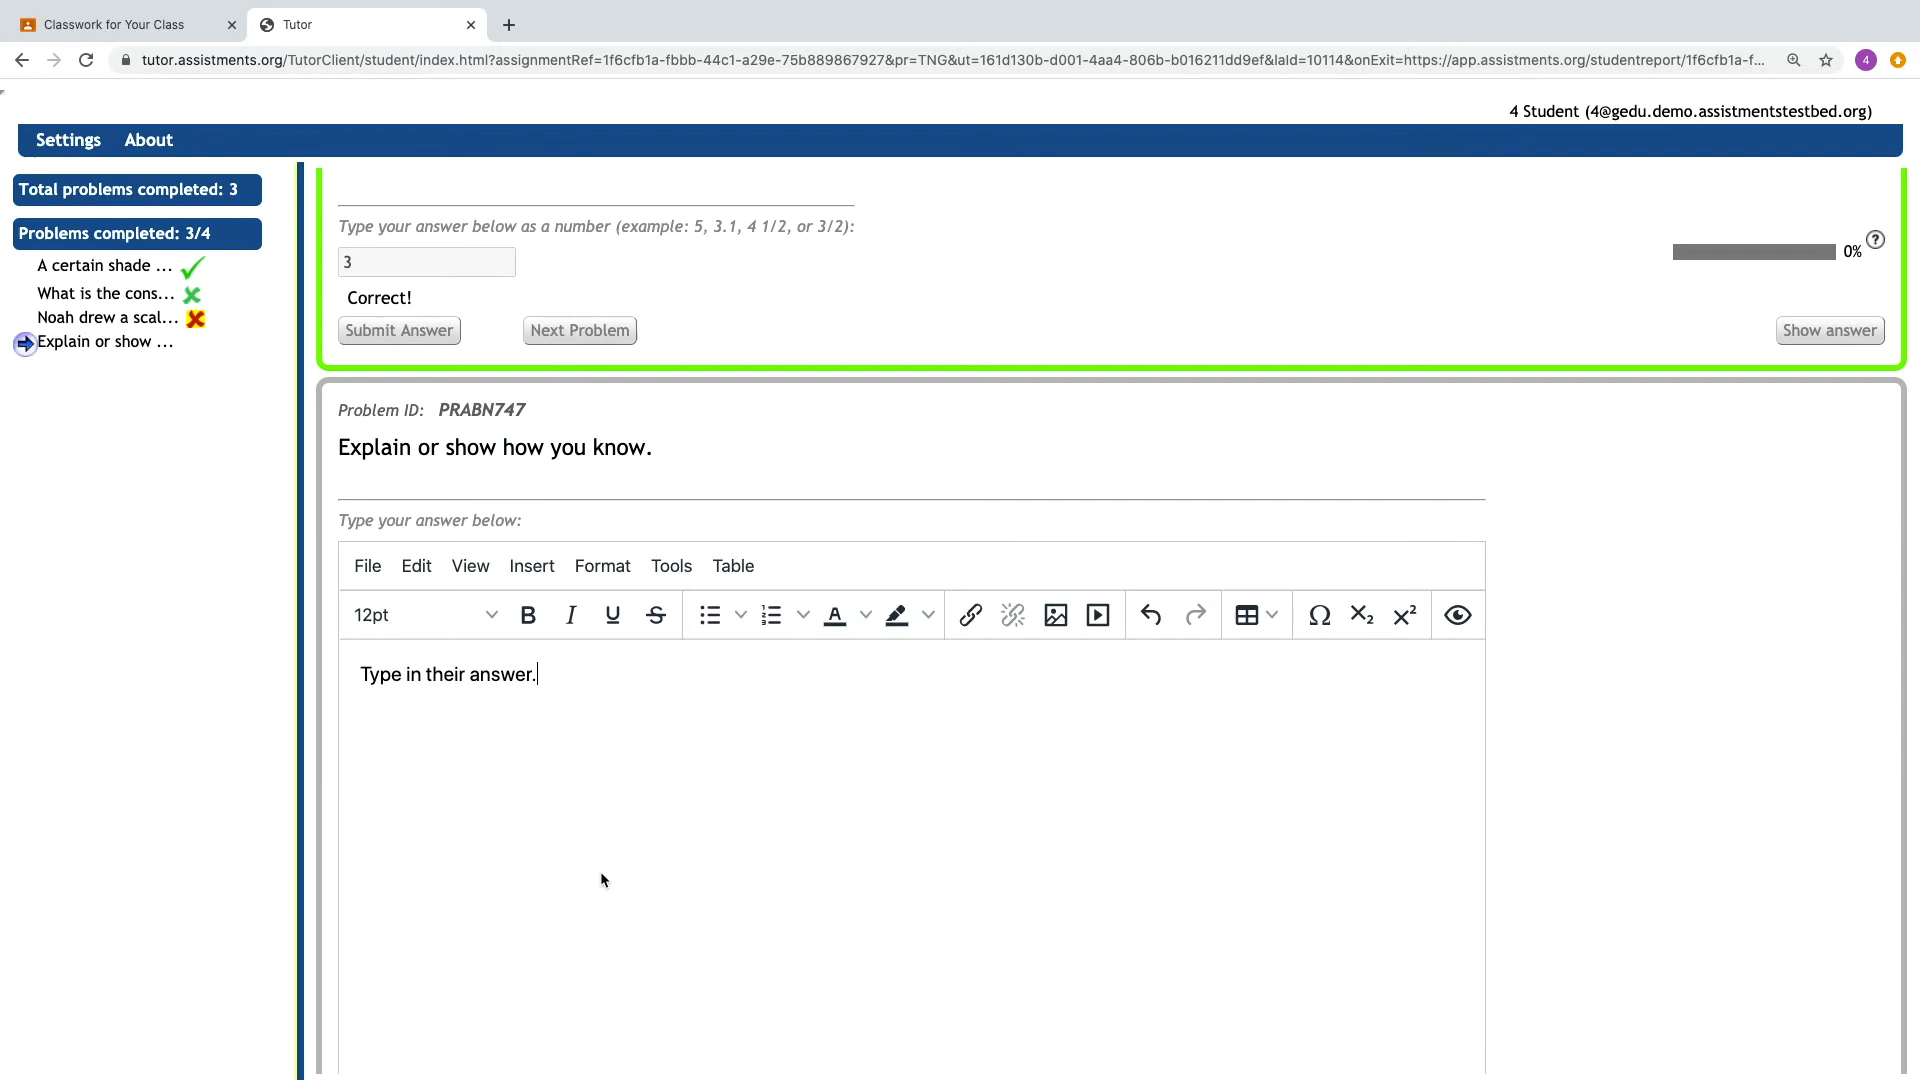 Classwork for Your Class
Tutor
tutor.assistments.org/TutorClient/student/index.html?assignmentRef=1f6cfb1a-fbbb-44c1-a29e-75b889867927&pr=TNG&ut=161d130b-d001-4aa4-806b-b016211dd9ef&laId=10114&onExit=https://app.assistments.org/studentreport/1f6cfb1a-f...
4
4 Student (4@gedu.demo.assistmentstestbed.org)
Settings About
Total problems completed: 3
Problems completed: 3/4
A certain shade ...
What is the cons...
Noah drew a scal...
Explain or show ...
Type your answer below as a number (example: 5, 3.1, 4 1/2, or 3/2):
3
0% ?
Correct!
Submit Answer Next Problem Show answer
Problem ID: PRABN747
Explain or show how you know.
Type your answer below:
File Edit View Insert Format Tools Table
12pt B I U S A Ω X₂ X²
Type in their answer.